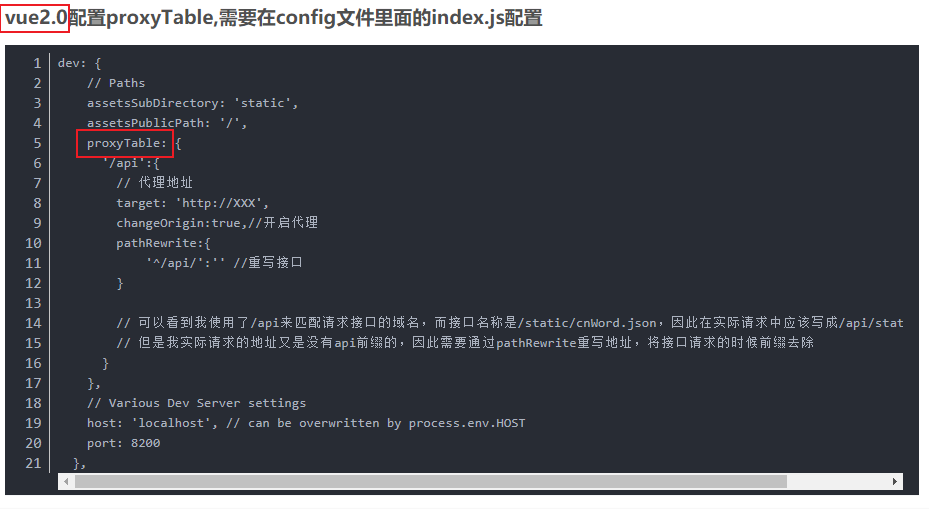 vue2.0配置proxyTable,需要在config文件里面的index.js配置
1 dev: {
2 // Paths
3 assetsSubDirectory: 'static',
4 assetsPublicPath: '/',
5 proxyTable: {
6 '/api':{
7 // 代理地址
8 target: 'http://XXX',
9 changeOrigin:true,//开启代理
10 pathRewrite:{
11 '^/api/':'' //重写接口
12 }
13
14 // 可以看到我使用了/api来匹配请求接口的域名，而接口名称是/static/cnWord.json，因此在实际请求中应该写成/api/stat
15 // 但是我实际请求的地址又是没有api前缀的，因此需要通过pathRewrite重写地址，将接口请求的时候前缀去除
16 }
17 },
18 // Various Dev Server settings
19 host: 'localhost', // can be overwritten by process.env.HOST
20 port: 8200
21 },